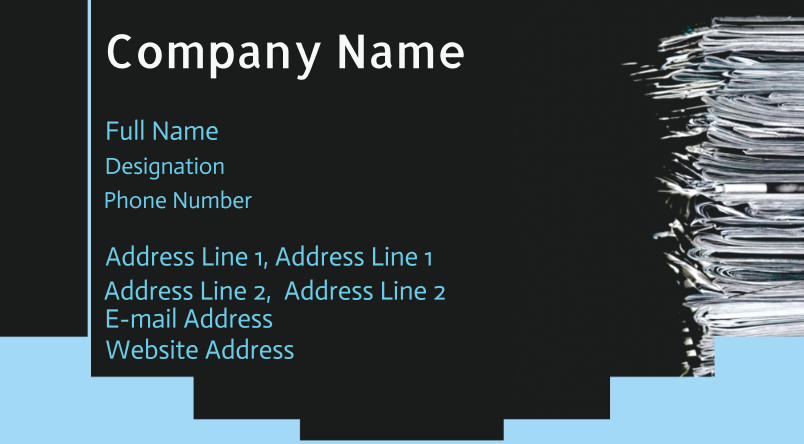 Company Name
Full Name
Designation
Phone Number
Address Line 1, Address Line 1
Address Line 2,  Address Line 2
E-mail Address
Website Address